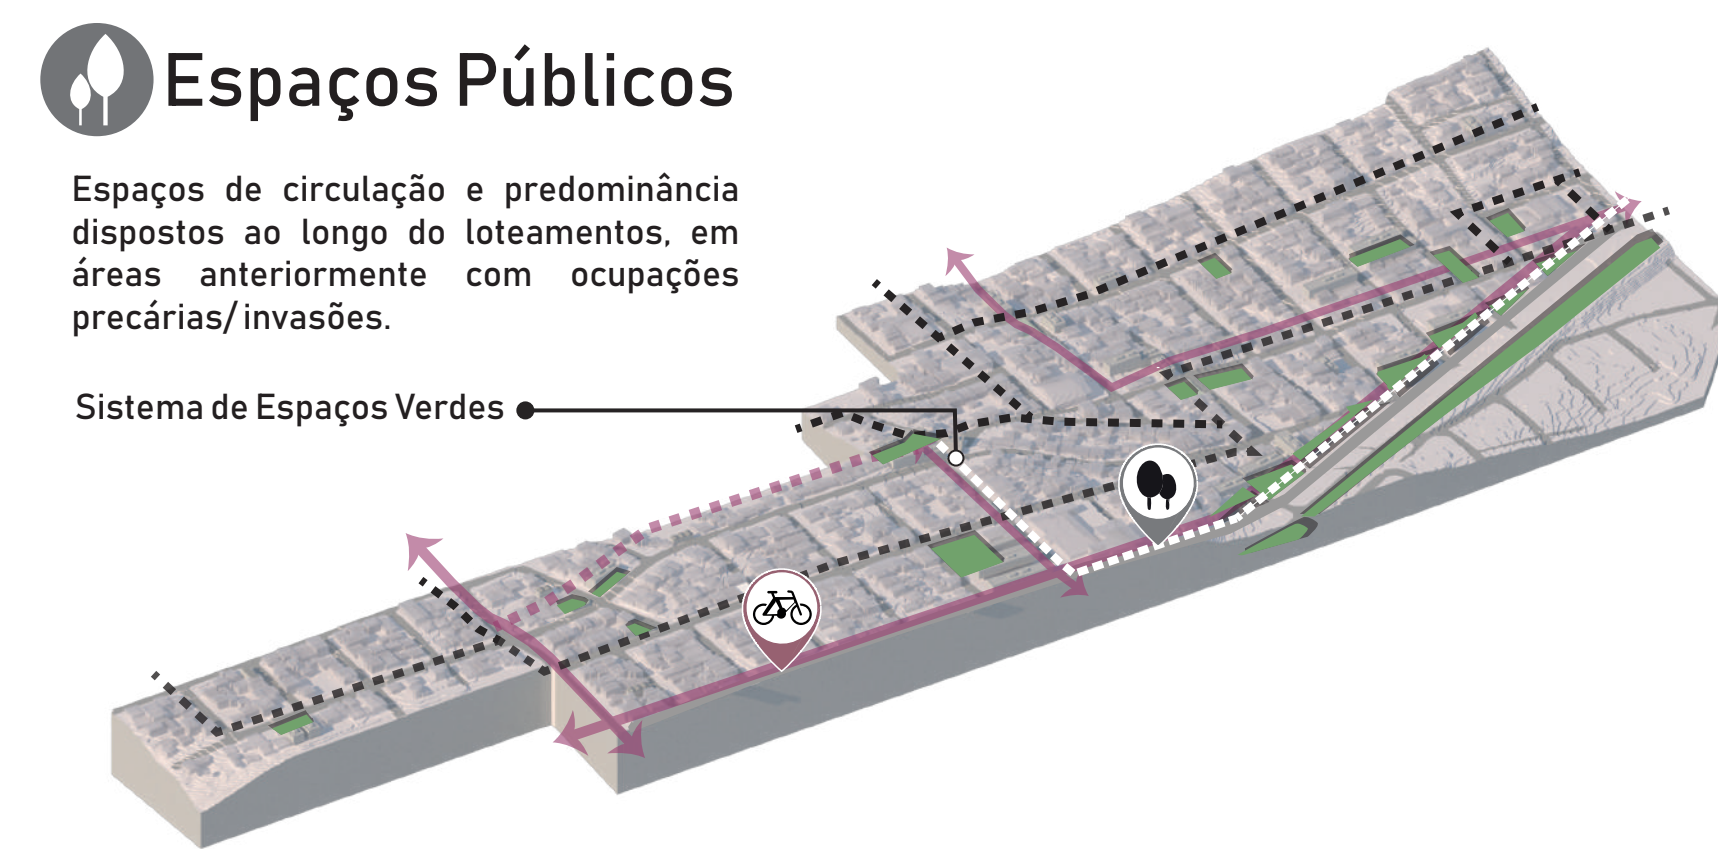 Espaços Públicos
Espaços de circulação e predominância
dispostos ao longo do loteamentos, em
áreas anteriormente com ocupações
precárias/invasões.
Sistema de Espaços Verdes